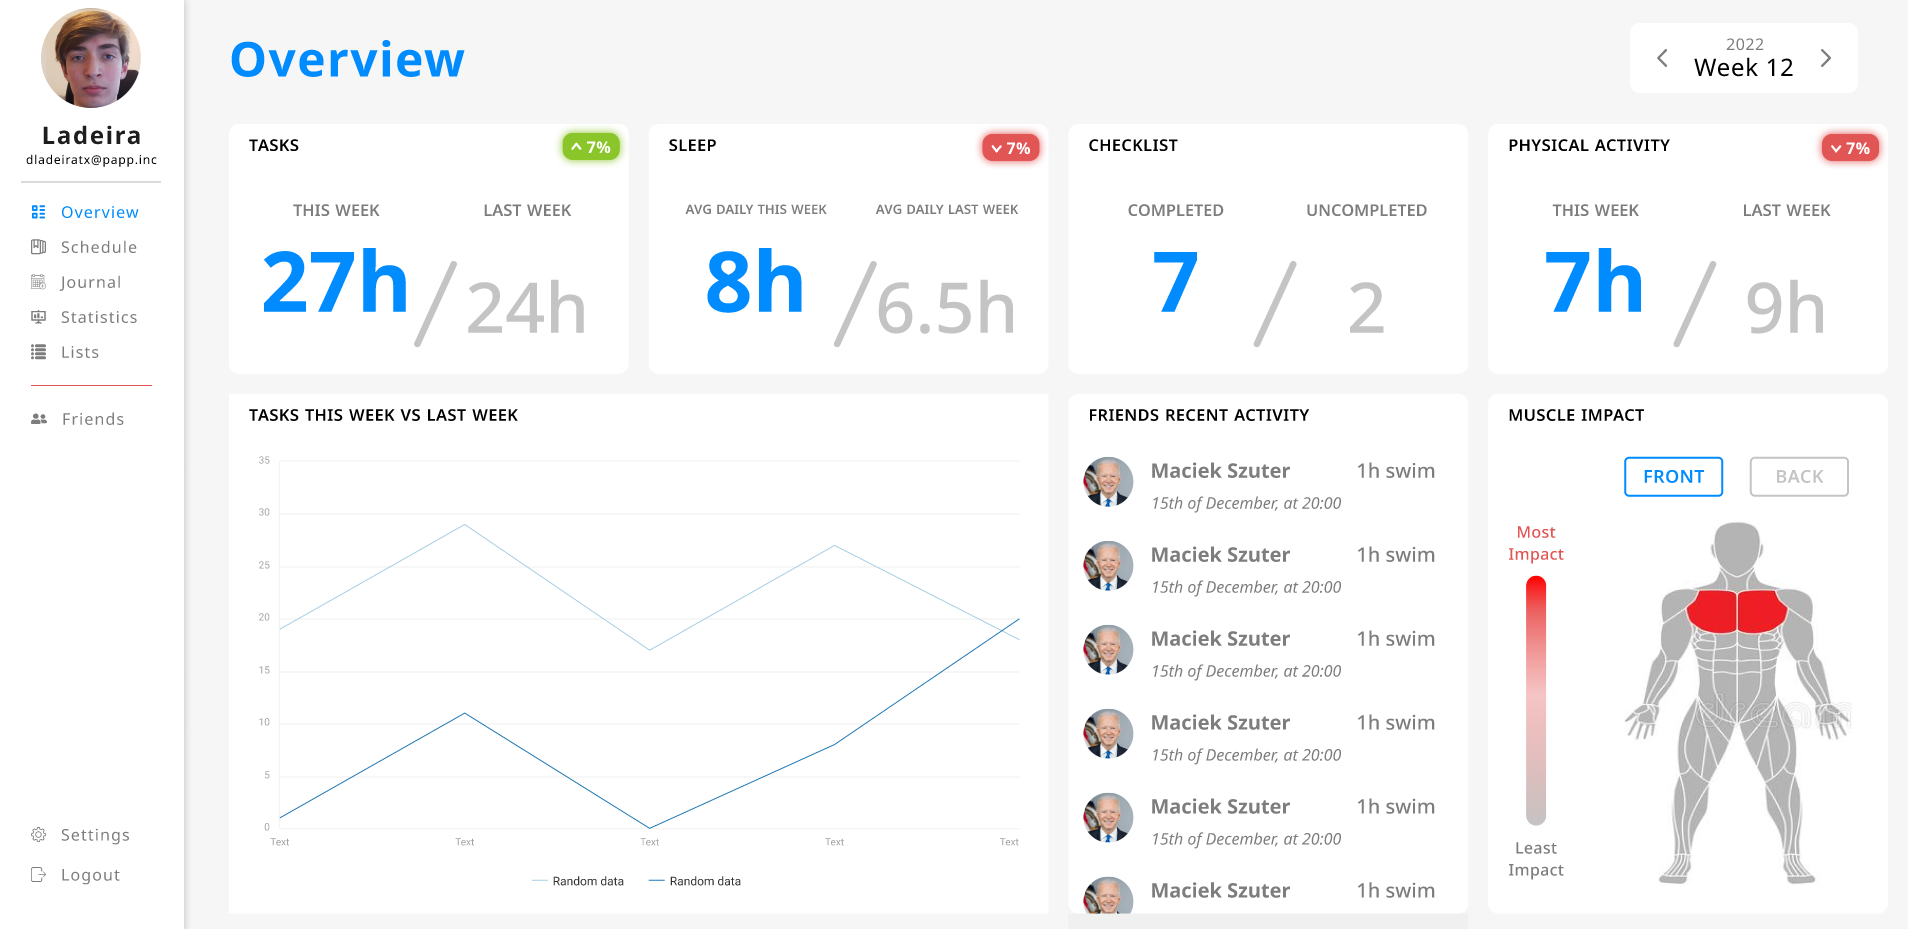 Ladeira
dladeiratx@papp.inc
Overview
Schedule
Journal
Statistics
Lists
Friends
Settings
Logout
Overview
2022
Week 12
TASKS
7%
THIS WEEK
LAST WEEK
27h
24h
SLEEP
7%
AVG DAILY THIS WEEK
AVG DAILY LAST WEEK
8h
6.5h
CHECKLIST
COMPLETED
UNCOMPLETED
7
2
PHYSICAL ACTIVITY
7%
THIS WEEK
LAST WEEK
7h
9h
TASKS THIS WEEK VS LAST WEEK
35
30
25
20
15
10
5
0
Text
Text
Text
Text
Text
Random data
Random data
FRIENDS RECENT ACTIVITY
Maciek Szuter 1h swim
15th of December, at 20:00
Maciek Szuter 1h swim
15th of December, at 20:00
Maciek Szuter 1h swim
15th of December, at 20:00
Maciek Szuter 1h swim
15th of December, at 20:00
Maciek Szuter 1h swim
15th of December, at 20:00
Maciek Szuter 1h swim
MUSCLE IMPACT
FRONT
BACK
Most
Impact
Least
Impact